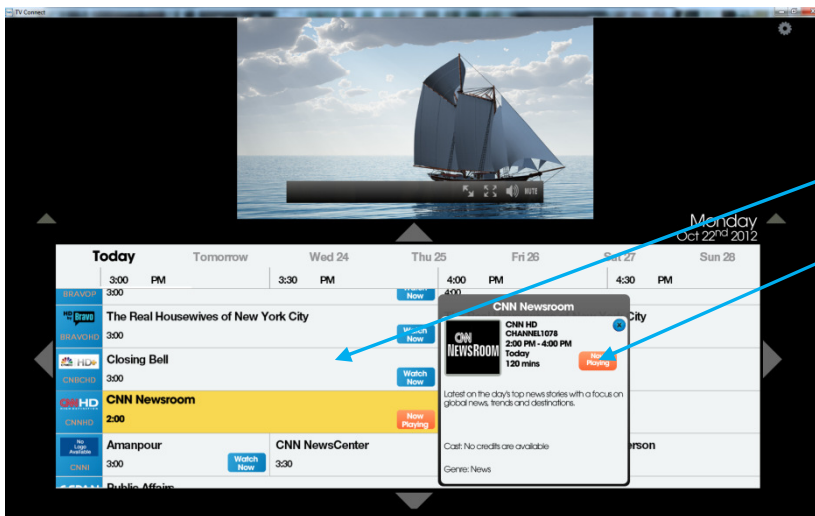 TV Connect
MUTE
Monday
Oct 22nd 2012
Today Tomorrow Wed 24 Thu 25 Fri 26 Sat 27 Sun 28
3:00 PM 3:30 PM 4:00 PM 4:30 PM
BRAVOP 3:00 Watch Now 4:00
HD by Bravo The Real Housewives of New York City City
BRAVOHD 3:00 Watch Now
HD Closing Bell
CNBCHD 3:00 Watch Now
CNN HD CNN Newsroom
CNNHD 2:00 Now Playing
No Logo Available Amanpour CNN NewsCenter erson
CNNI 3:00 Watch Now 3:30
Public Affairs
CNN Newsroom
CNN NEWSROOM
CNN HD
CHANNEL1078
2:00 PM - 4:00 PM
Today
120 mins
x
Now Playing
Latest on the day's top news stories with a focus on
global news, trends and destinations.
Cast: No credits are available
Genre: News